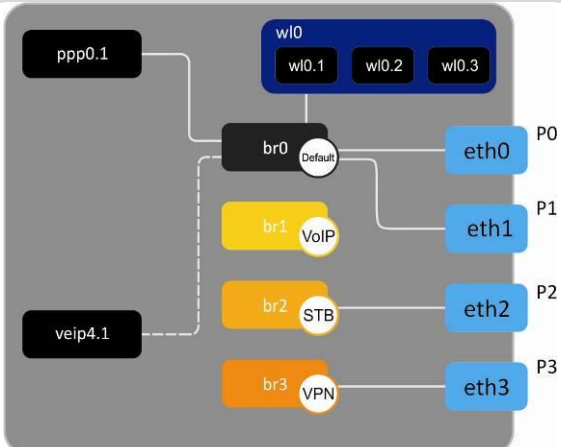 wl0
ppp0.1
wl0.1 wl0.2 wl0.3
br0 Default eth0 P0
eth1 P1
br1 VoIP
br2 STB eth2 P2
veip4.1
br3 VPN eth3 P3